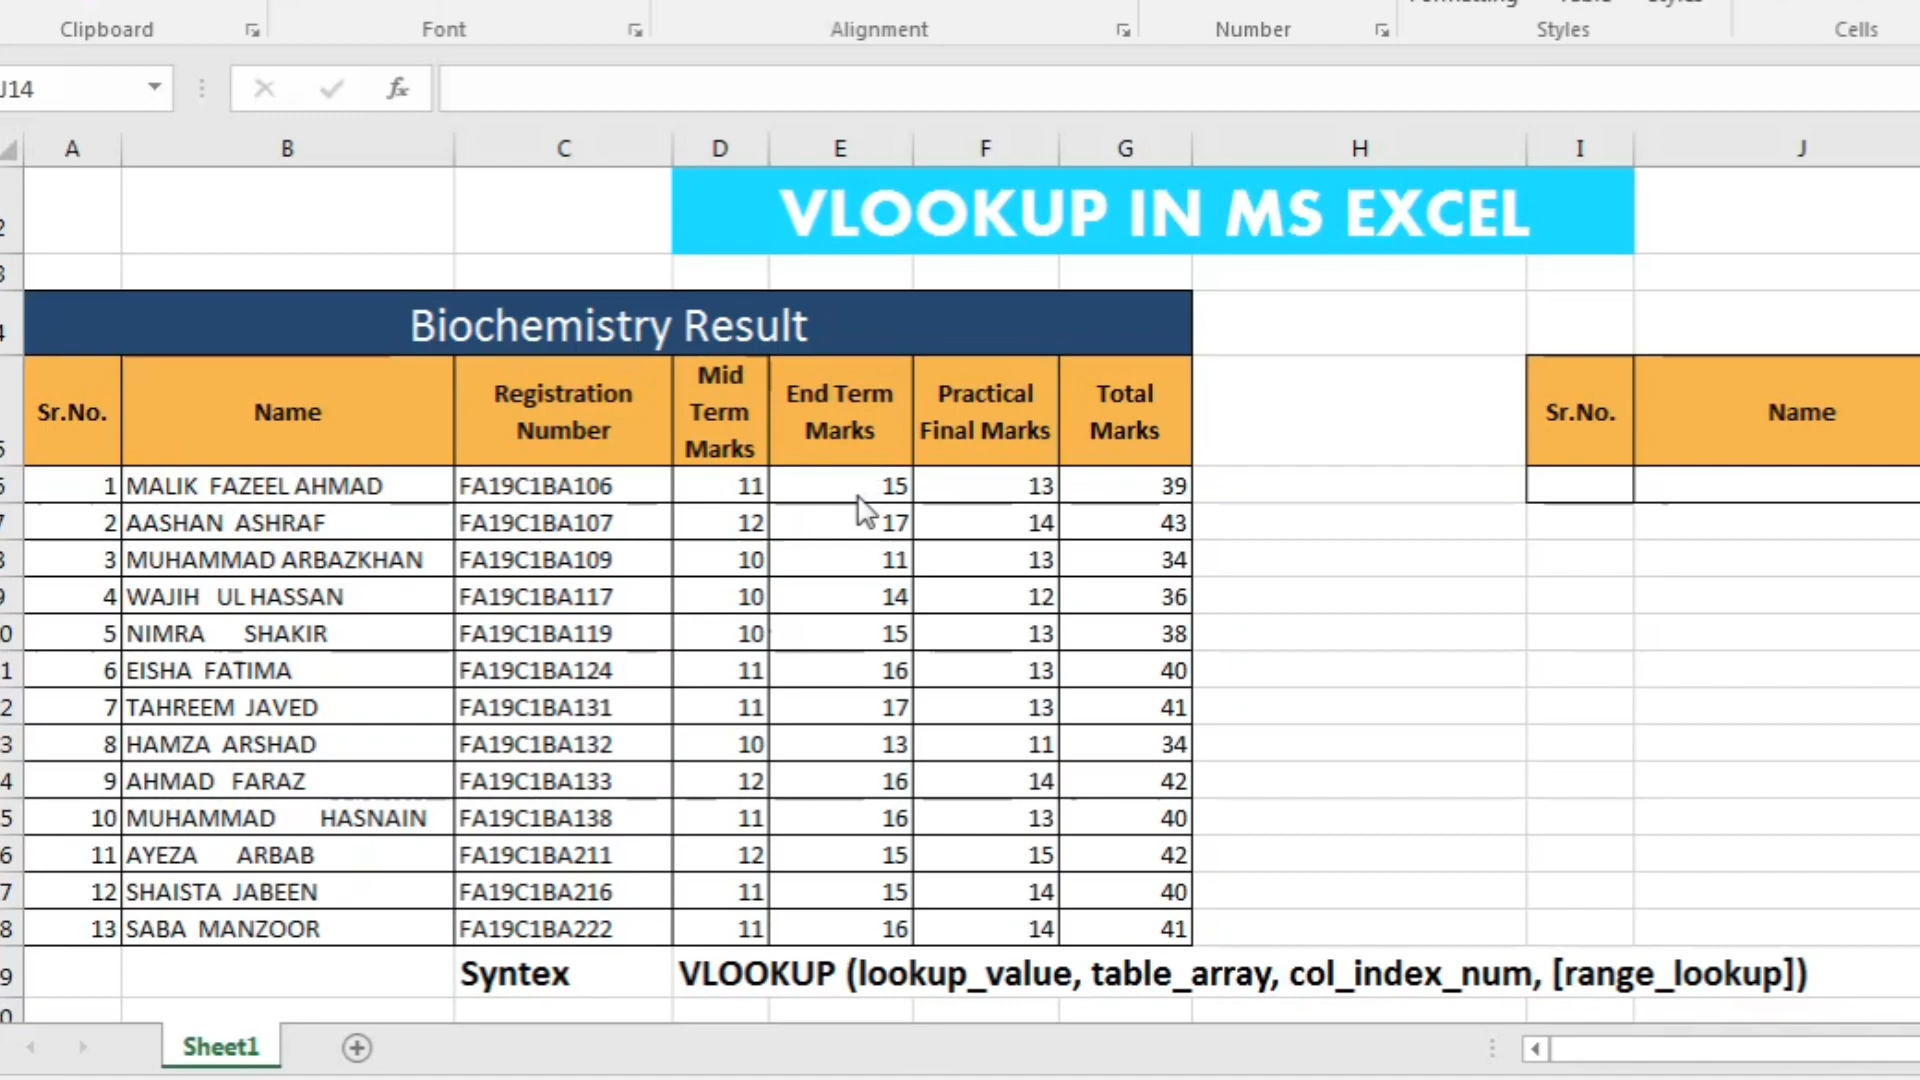 Clipboard Font Alignment Number Styles Cells
J14 fx
A B C D E F G H I J
2 VLOOKUP IN MS EXCEL
3
4 Biochemistry Result
Sr.No. Name Registration Number Mid Term Marks End Term Marks Practical Final Marks Total Marks Sr.No. Name
1 MALIK FAZEEL AHMAD FA19C1BA106 11 15 13 39
2 AASHAN ASHRAF FA19C1BA107 12 17 14 43
3 MUHAMMAD ARBAZKHAN FA19C1BA109 10 11 13 34
4 WAJIH UL HASSAN FA19C1BA117 10 14 12 36
5 NIMRA SHAKIR FA19C1BA119 10 15 13 38
6 EISHA FATIMA FA19C1BA124 11 16 13 40
7 TAHREEM JAVED FA19C1BA131 11 17 13 41
8 HAMZA ARSHAD FA19C1BA132 10 13 11 34
9 AHMAD FARAZ FA19C1BA133 12 16 14 42
10 MUHAMMAD HASNAIN FA19C1BA138 11 16 13 40
11 AYEZA ARBAB FA19C1BA211 12 15 15 42
12 SHAISTA JABEEN FA19C1BA216 11 15 14 40
13 SABA MANZOOR FA19C1BA222 11 16 14 41
Syntex VLOOKUP (lookup_value, table_array, col_index_num, [range_lookup])
Sheet1